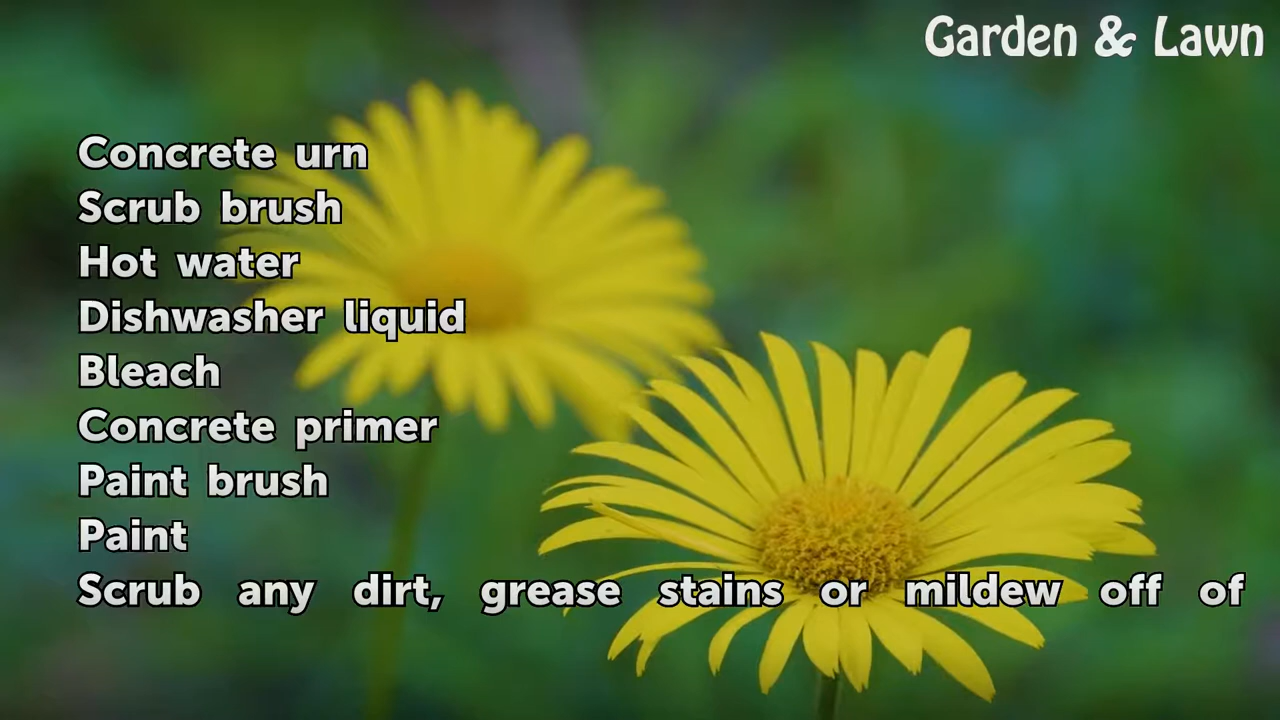 Garden & Lawn
Concrete urn
Scrub brush
Hot water
Dishwasher liquid
Bleach
Concrete primer
Paint brush
Paint
Scrub any dirt, grease stains or mildew off of